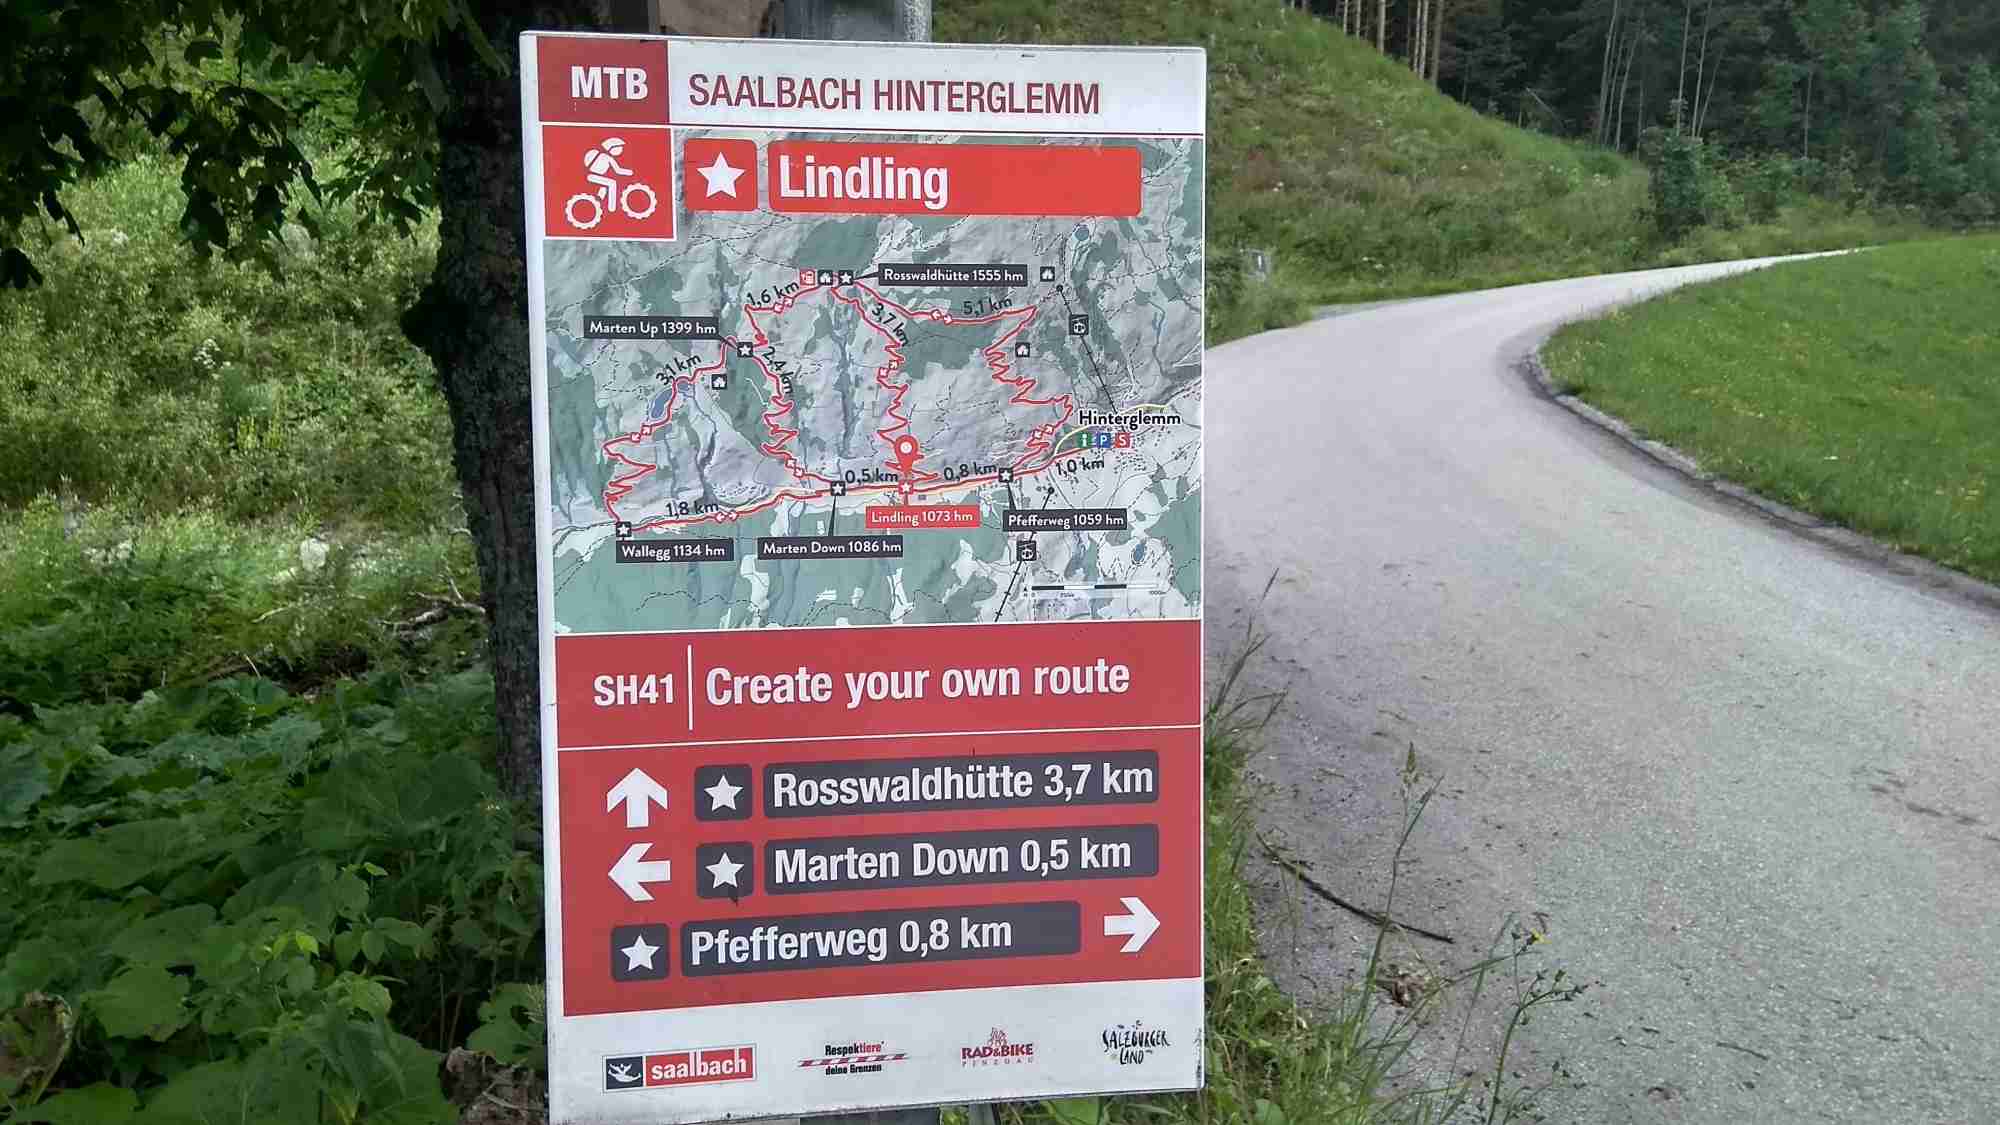 MTB
SAALBACH HINTERGLEMM
Lindling
Rosswaldhütte 1555 hm
1,6 km
5,1 km
3,7 km
Marten Up 1399 hm
2,4 km
3,1 km
Hinterglemm
i P S
0,5 km
0,8 km
1,0 km
1,8 km
Lindling 1073 hm
Pfefferweg 1059 hm
Wallegg 1134 hm
Marten Down 1086 hm
SH41
Create your own route
Rosswaldhütte 3,7 km
Marten Down 0,5 km
Pfefferweg 0,8 km
saalbach
Respektiere
deine Grenzen
RAD&BIKE
PINZGAU
SALZBURGER
LAND